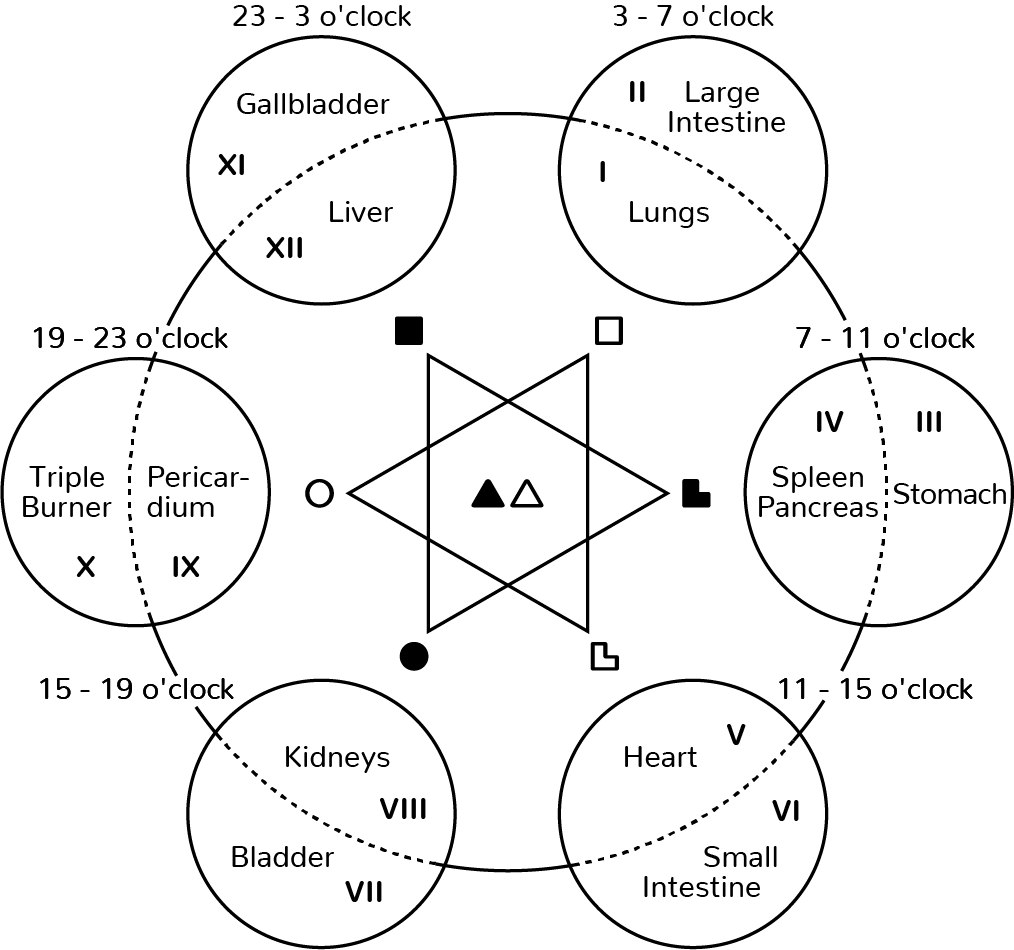 23 - 3 o'clock
Gallbladder
XI
Liver
XII
3 - 7 o'clock
II
Large
Intestine
I
Lungs
19 - 23 o'clock
Triple
Burner
Pericar-
dium
X
IX
7 - 11 o'clock
IV
III
Spleen
Pancreas
Stomach
15 - 19 o'clock
Kidneys
VIII
Bladder
VII
11 - 15 o'clock
V
Heart
VI
Small
Intestine